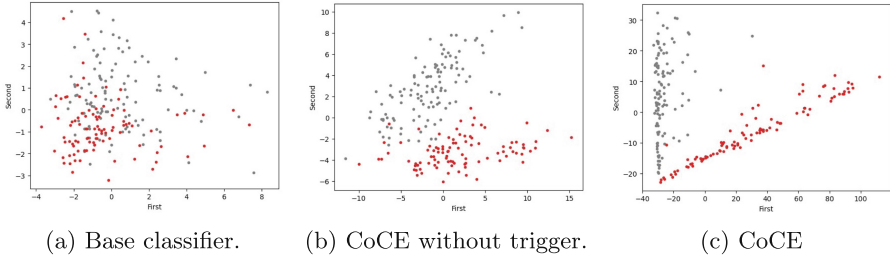 4
3
2
1
0
−1
−2
−3
Second
−4 −2 0 2 4 6 8
First
(a) Base classifier.
10
8
6
4
2
0
−2
−4
−6
Second
−10 −5 0 5 10 15
First
(b) CoCE without trigger.
30
20
10
0
−10
−20
Second
−40 −20 0 20 40 60 80 100
First
(c) CoCE